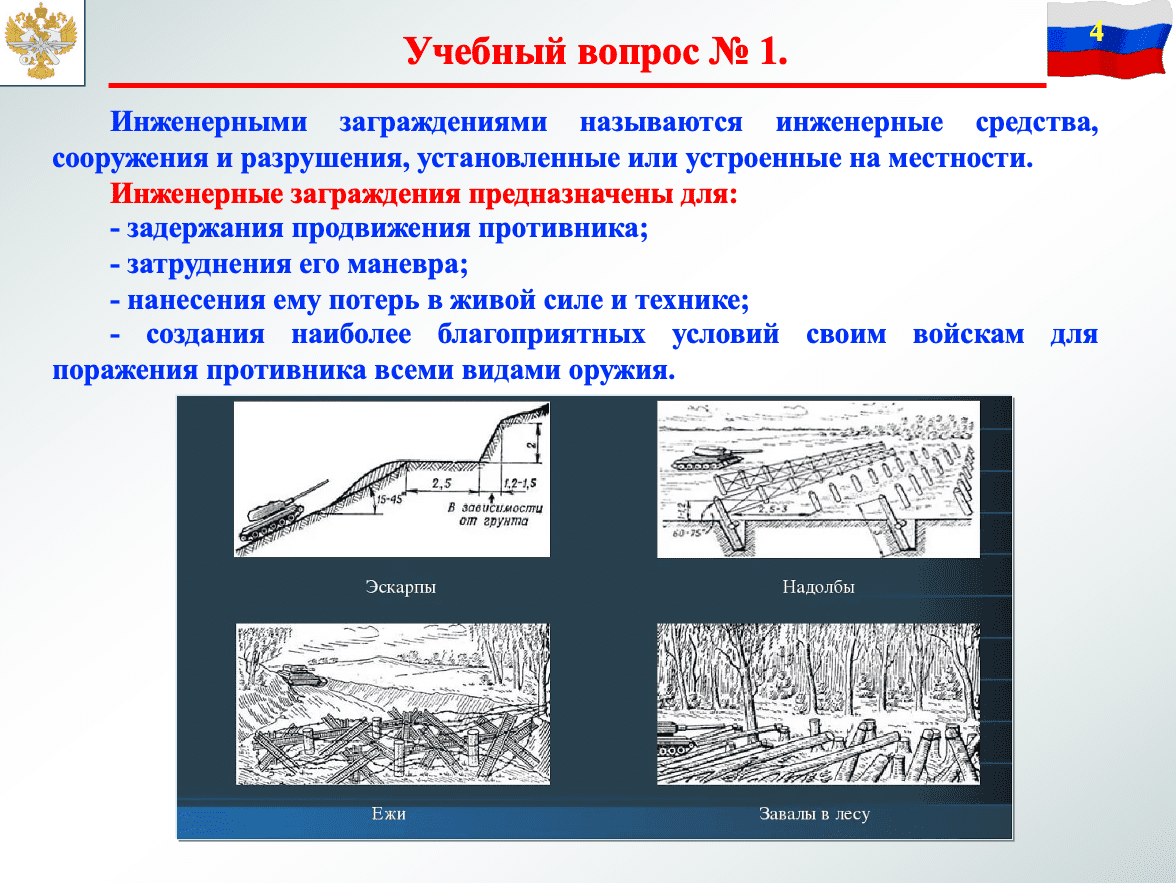 4
Учебный вопрос № 1.
Инженерными заграждениями называются инженерные средства,
сооружения и разрушения, установленные или устроенные на местности.
Инженерные заграждения предназначены для:
- задержания продвижения противника;
- затруднения его маневра;
- нанесения ему потерь в живой силе и технике;
- создания наиболее благоприятных условий своим войскам для
поражения противника всеми видами оружия.
2
15-45°
2,5
1,2-1,5
В зависимости
от грунта
1-1,2
2,5-3
60-75°
Эскарпы
Надолбы
Ежи
Завалы в лесу